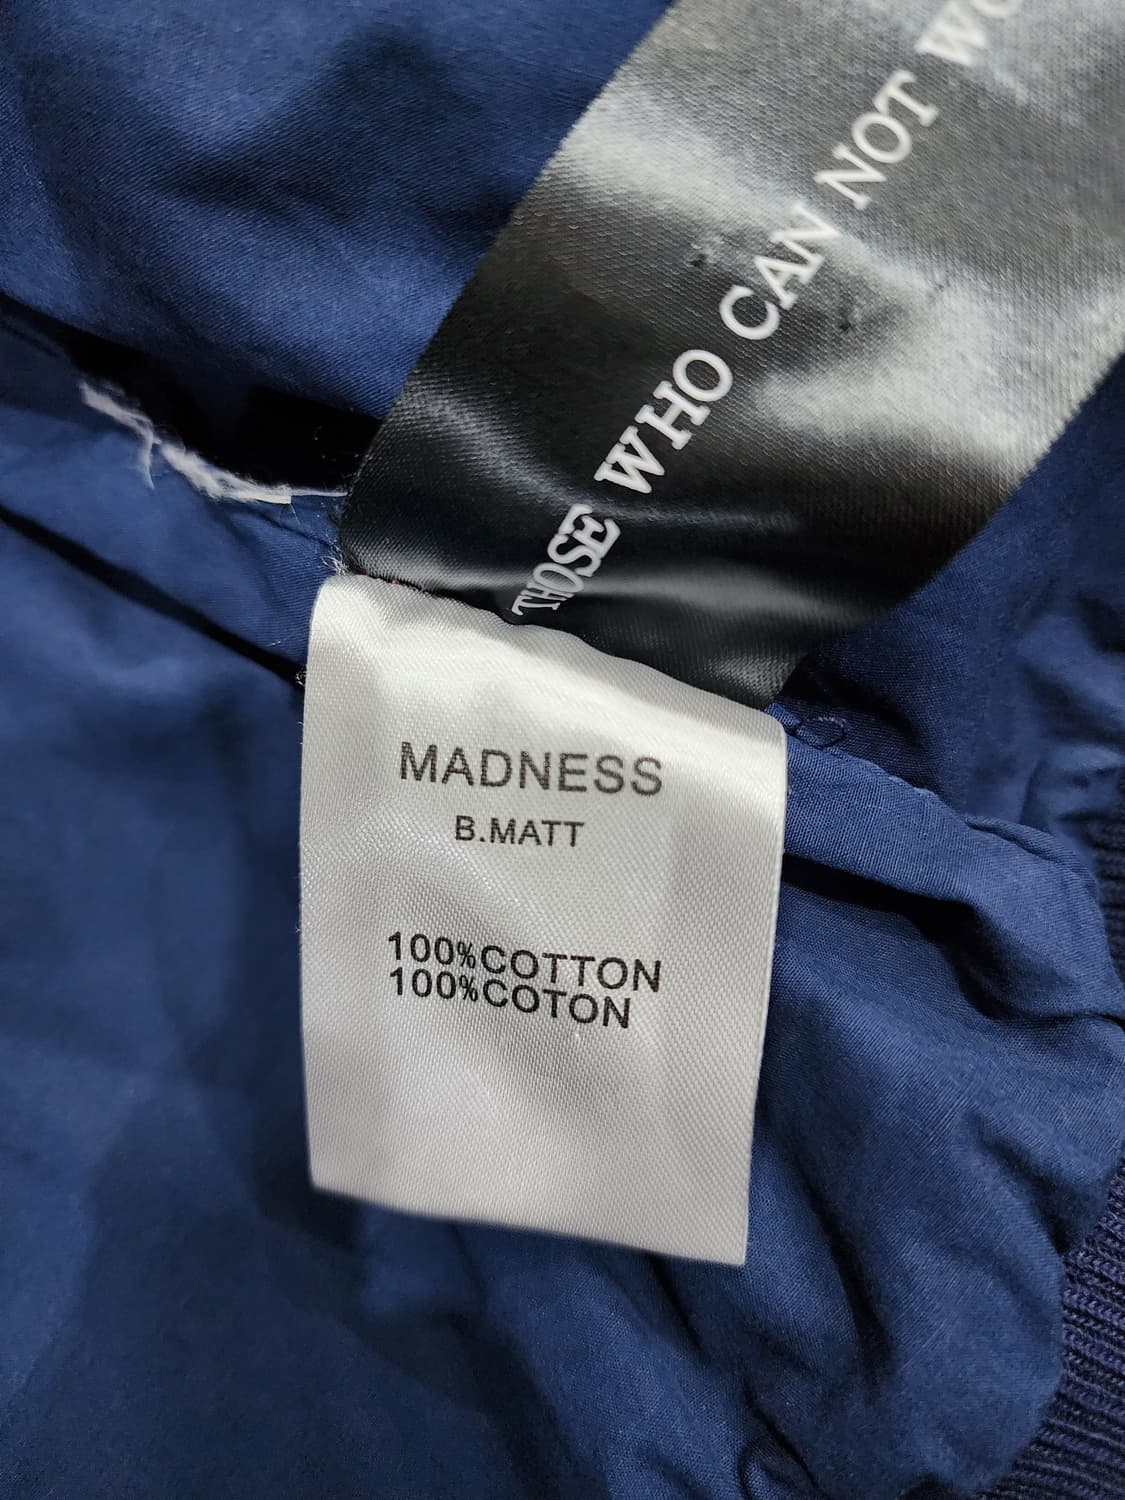 THOSE WHO CAN NOT
MADNESS
B.MATT
100%COTTON
100%COTON